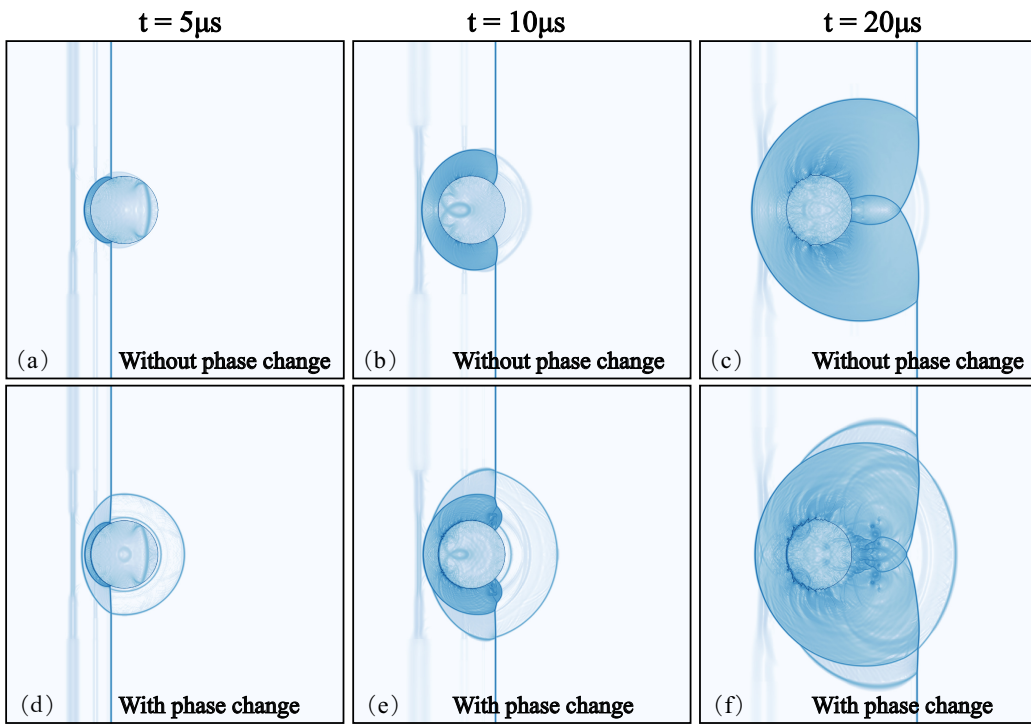 t = 5μs t = 10μs t = 20μs
(a) Without phase change (b) Without phase change (c) Without phase change
(d) With phase change (e) With phase change (f) With phase change